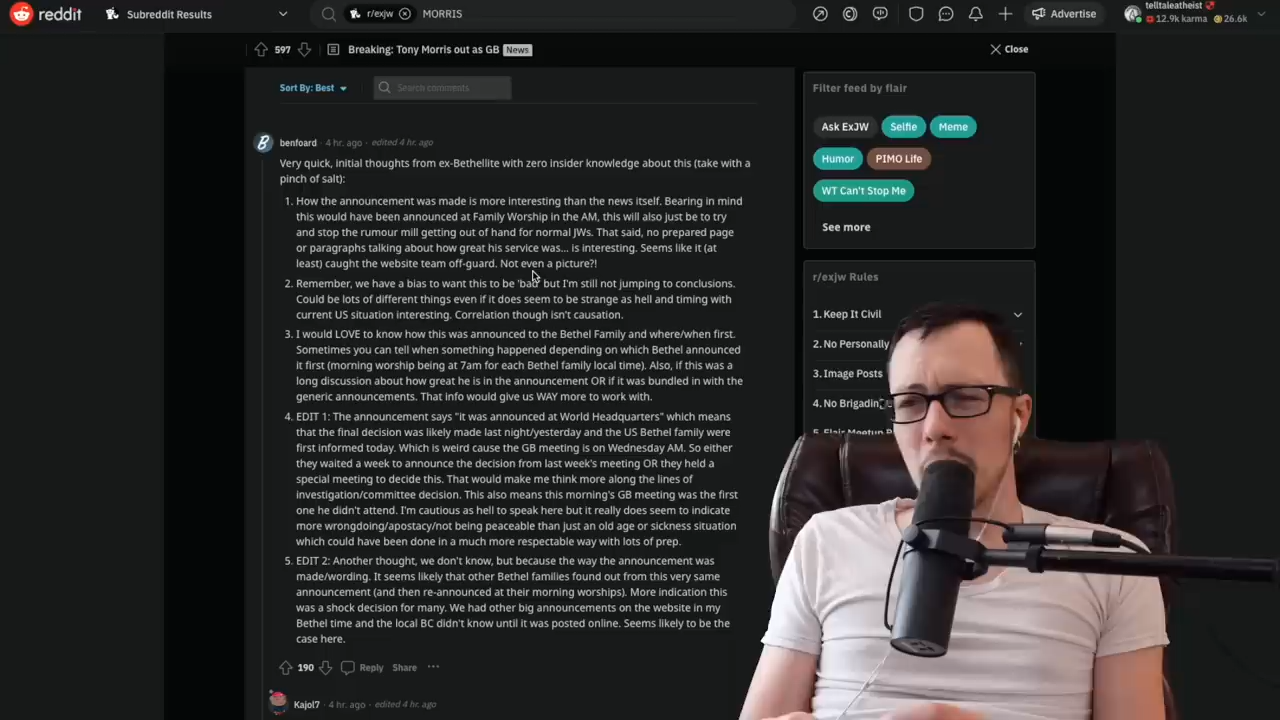 reddit
Subreddit Results
r/exjw
MORRIS
Advertise
telltaleatheist
12.9k karma
26.6k
597
Breaking: Tony Morris out as GB
News
Close
Sort By: Best
Search comments
benfoard · 4 hr. ago · edited 4 hr. ago
Very quick, initial thoughts from ex-Bethellite with zero insider knowledge about this (take with a
pinch of salt):
1. How the announcement was made is more interesting than the news itself. Bearing in mind
this would have been announced at Family Worship in the AM, this will also just be to try
and stop the rumour mill getting out of hand for normal JWs. That said, no prepared page
or paragraphs talking about how great his service was... is interesting. Seems like it (at
least) caught the website team off-guard. Not even a picture?!
2. Remember, we have a bias to want this to be 'bad' but I'm still not jumping to conclusions.
Could be lots of different things even if it does seem to be strange as hell and timing with
current US situation interesting. Correlation though isn't causation.
3. I would LOVE to know how this was announced to the Bethel Family and where/when first.
Sometimes you can tell when something happened depending on which Bethel announced
it first (morning worship being at 7am for each Bethel family local time). Also, if this was a
long discussion about how great he is in the announcement OR if it was bundled in with the
generic announcements. That info would give us WAY more to work with.
4. EDIT 1: The announcement says "it was announced at World Headquarters" which means
that the final decision was likely made last night/yesterday and the US Bethel family were
first informed today. Which is weird cause the GB meeting is on Wednesday AM. So either
they waited a week to announce the decision from last week's meeting OR they held a
special meeting to decide this. That would make me think more along the lines of
investigation/committee decision. This also means this morning's GB meeting was the first
one he didn't attend. I'm cautious as hell to speak here but it really does seem to indicate
more wrongdoing/apostacy/not being peaceable than just an old age or sickness situation
which could have been done in a much more respectable way with lots of prep.
5. EDIT 2: Another thought, we don't know, but because the way the announcement was
made/wording. It seems likely that other Bethel families found out from this very same
announcement (and then re-announced at their morning worships). More indication this
was a shock decision for many. We had other big announcements on the website in my
Bethel time and the local BC didn't know until it was posted online. Seems likely to be the
case here.
190
Reply
Share
Kajol7 · 4 hr. ago · edited 4 hr. ago
Filter feed by flair
Ask ExJW
Selfie
Meme
Humor
PIMO Life
WT Can't Stop Me
See more
r/exjw Rules
1. Keep It Civil
2. No Personally
3. Image Posts
4. No Brigadin
5. Flair Meetup